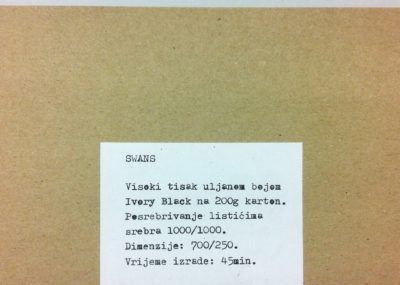 SWANS
Visoki tisak uljanom bojom
Ivory Black na 200g karton.
Posrebrivanje listićima
srebra 1000/1000.
Dimenzije: 700/250.
Vrijeme izrade: 45min.